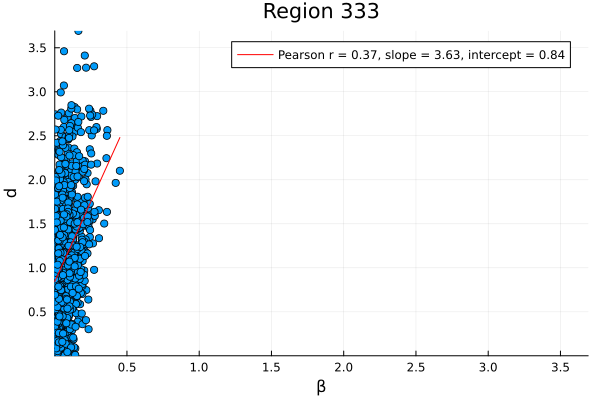 Region 333
Pearson r = 0.37, slope = 3.63, intercept = 0.84
3.5
3.0
2.5
2.0
1.5
1.0
0.5
d
0.5 1.0 1.5 2.0 2.5 3.0 3.5
β